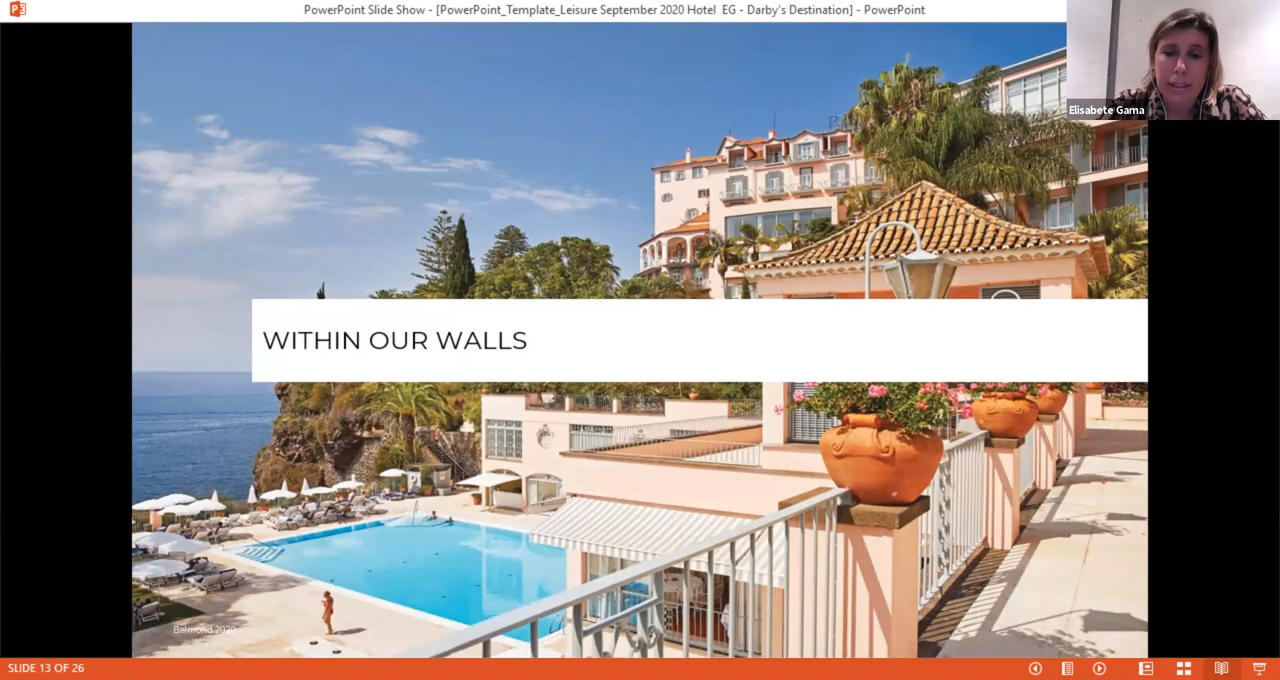 PowerPoint Slide Show - [PowerPoint_Template_Leisure September 2020 Hotel  EG - Darby's Destination] - PowerPoint
Elisabete Gama
WITHIN OUR WALLS
Belmond 2020
SLIDE 13 OF 26